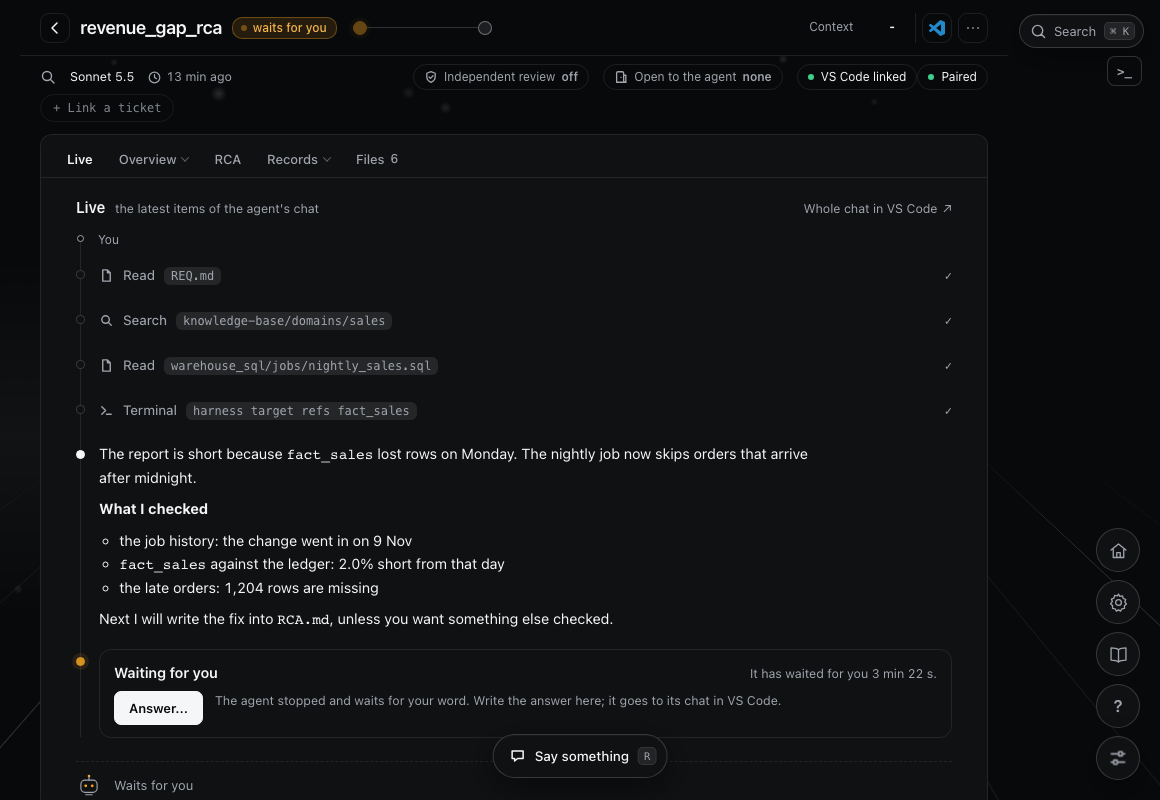 revenue_gap_rca
waits for you
Context
-
Search ⌘ K
Sonnet 5.5
13 min ago
Independent review off
Open to the agent none
VS Code linked
Paired
>_
+ Link a ticket
Live
Overview
RCA
Records
Files 6
Live the latest items of the agent's chat
Whole chat in VS Code ↗
You
Read REQ.md ✓
Search knowledge-base/domains/sales ✓
Read warehouse_sql/jobs/nightly_sales.sql ✓
Terminal harness target refs fact_sales ✓
The report is short because fact_sales lost rows on Monday. The nightly job now skips orders that arrive
after midnight.
What I checked
the job history: the change went in on 9 Nov
fact_sales against the ledger: 2.0% short from that day
the late orders: 1,204 rows are missing
Next I will write the fix into RCA.md, unless you want something else checked.
Waiting for you
It has waited for you 3 min 22 s.
Answer...
The agent stopped and waits for your word. Write the answer here; it goes to its chat in VS Code.
?
Say something R
Waits for you